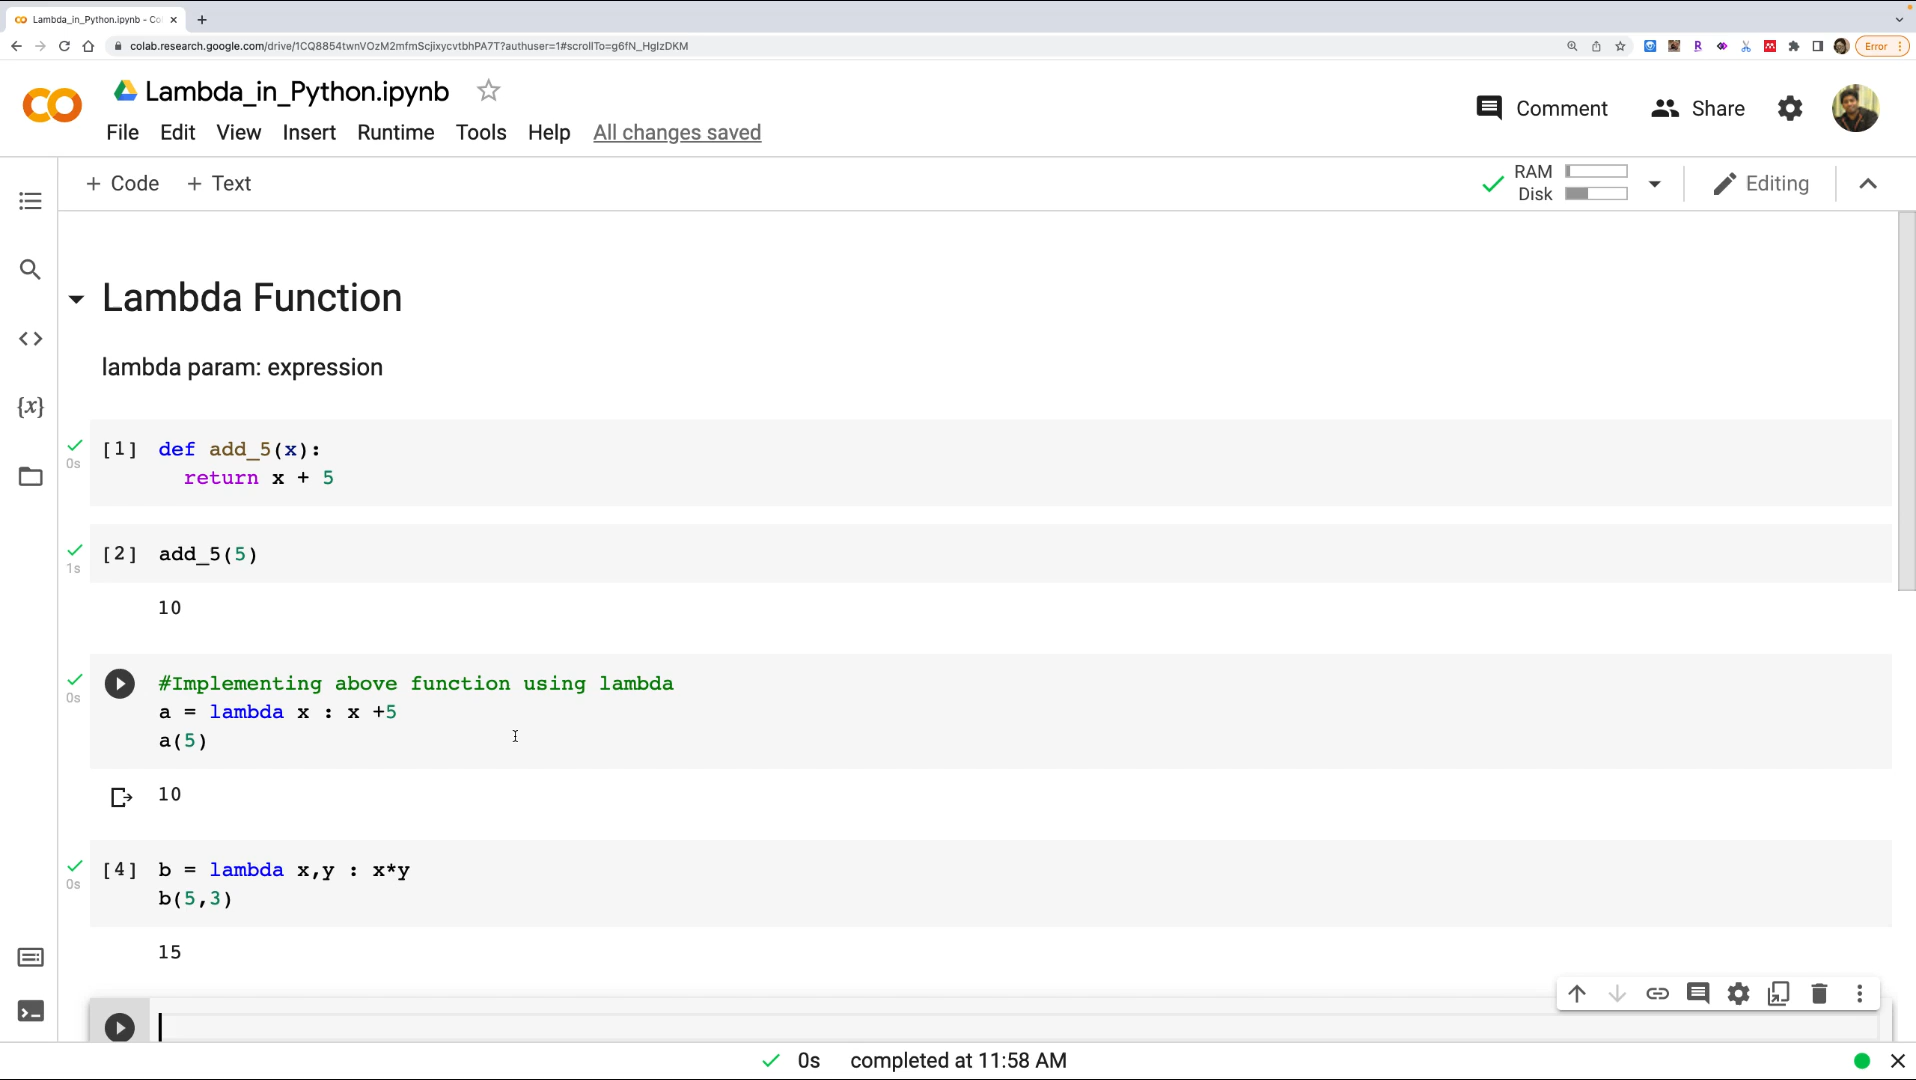 Lambda_in_Python.ipynb - Co
colab.research.google.com/drive/1CQ8854twnVOzM2mfmScjixycvtbhPA7T?authuser=1#scrollTo=g6fN_HgIzDKM
Error
Lambda_in_Python.ipynb
Comment
Share
File Edit View Insert Runtime Tools Help All changes saved
+ Code + Text
RAM
Disk
Editing
Lambda Function
lambda param: expression
[1] def add_5(x):
return x + 5
0s
[2] add_5(5)
1s
10
#Implementing above function using lambda
0s
a = lambda x : x +5
a(5)
10
[4] b = lambda x,y : x*y
0s
b(5,3)
15
0s completed at 11:58 AM